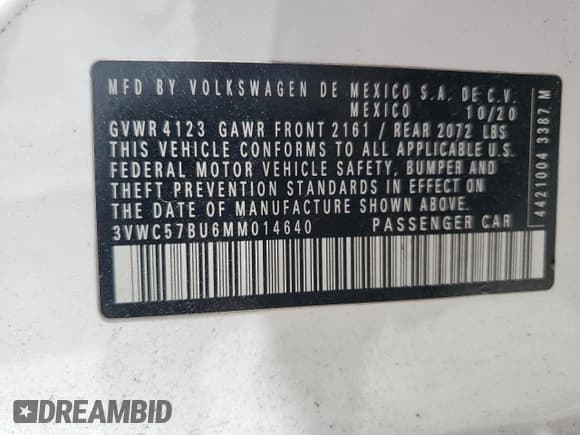 MFD BY VOLKSWAGEN DE MEXICO S.A. DE C.V.
MEXICO 10/20
GVWR 4123 GAWR FRONT 2161 / REAR 2072 LBS
THIS VEHICLE CONFORMS TO ALL APPLICABLE U.S.
FEDERAL MOTOR VEHICLE SAFETY, BUMPER AND
THEFT PREVENTION STANDARDS IN EFFECT ON
THE DATE OF MANUFACTURE SHOWN ABOVE.
3VWC57BU6MM014640 PASSENGER CAR
4421004 3387 M
DREAMBID